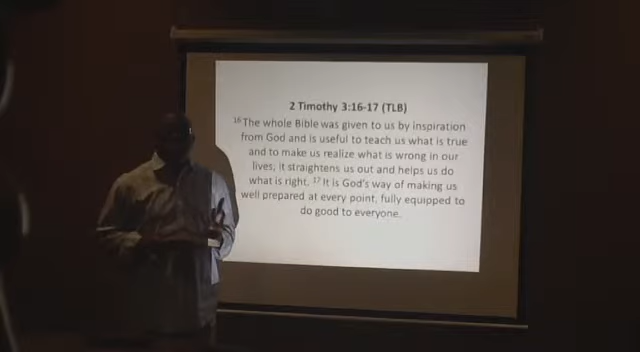 2 Timothy 3:16-17 (TLB)
16 The whole Bible was given to us by inspiration
from God and is useful to teach us what is true
and to make us realize what is wrong in our
lives; it straightens us out and helps us do
what is right. 17 It is God's way of making us
well prepared at every point, fully equipped to
do good to everyone.